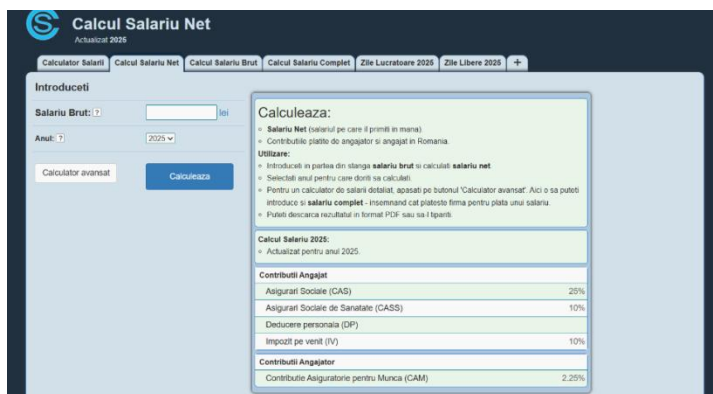 Calcul Salariu Net
Actualizat 2025
Calculator Salarii
Calcul Salariu Net
Calcul Salariu Brut
Calcul Salariu Complet
Zile Lucratoare 2025
Zile Libere 2025
+
Introduceti
Salariu Brut: ? lei
Anul: ? 2025
Calculator avansat
Calculeaza
Calculeaza:
Salariu Net (salariul pe care il primiti in mana)
Contributiile platite de angajator si angajat in Romania.
Utilizare:
Introduceti in partea din stanga salariu brut si calculati salariu net.
Selectati anul pentru care doriti sa calculati.
Pentru un calculator de salarii detaliat, apasati pe butonul 'Calculator avansat'. Aici o sa puteti
introduce si salariu complet - insemnand cat plateste firma pentru plata unui salariu.
Puteti descarca rezultatul in format PDF sau sa-l tipariti.
Calcul Salariu 2025:
Actualizat pentru anul 2025.
Contributii Angajat
Asigurari Sociale (CAS) 25%
Asigurari Sociale de Sanatate (CASS) 10%
Deducere personala (DP)
Impozit pe venit (IV) 10%
Contributii Angajator
Contributie Asiguratorie pentru Munca (CAM) 2.25%